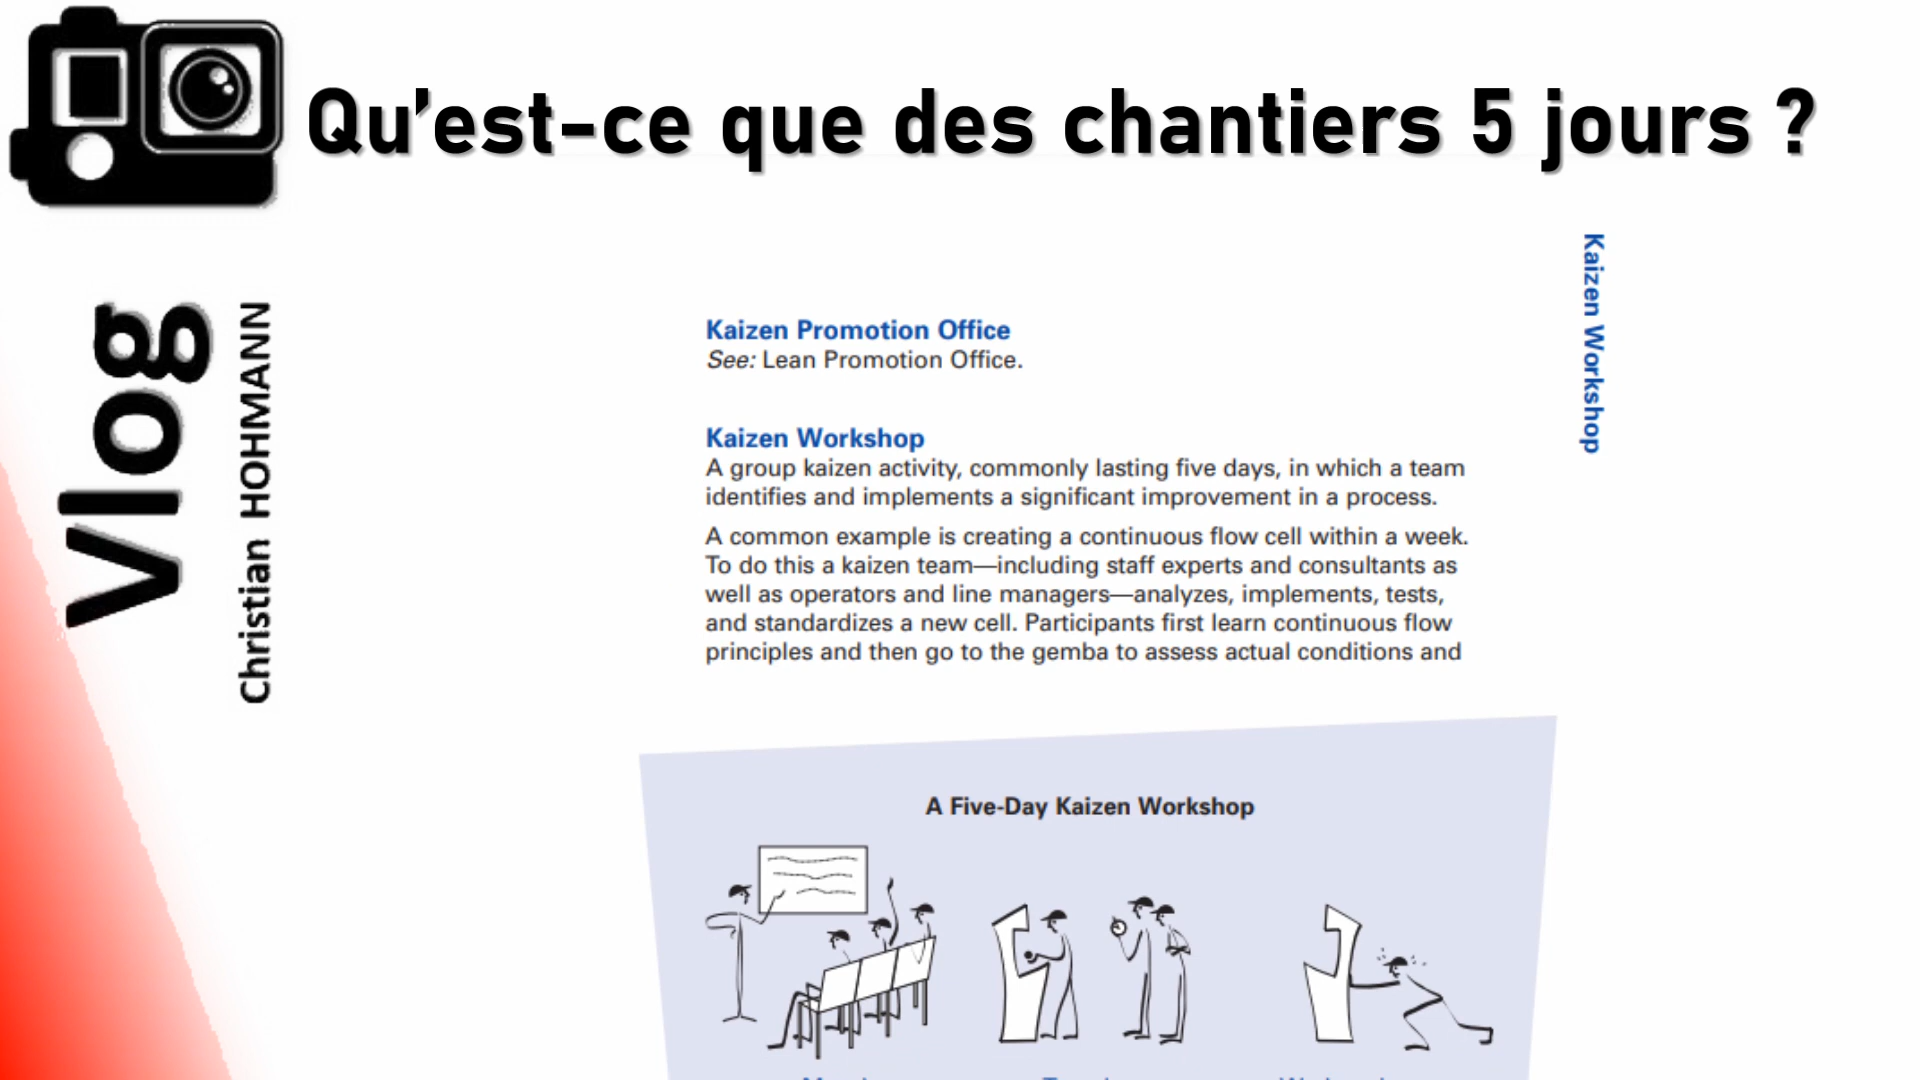 Qu’est-ce que des chantiers 5 jours ?
Vlog
Christian HOHMANN
Kaizen Workshop
Kaizen Promotion Office
See: Lean Promotion Office.
Kaizen Workshop
A group kaizen activity, commonly lasting five days, in which a team
identifies and implements a significant improvement in a process.
A common example is creating a continuous flow cell within a week.
To do this a kaizen team—including staff experts and consultants as
well as operators and line managers—analyzes, implements, tests,
and standardizes a new cell. Participants first learn continuous flow
principles and then go to the gemba to assess actual conditions and
A Five-Day Kaizen Workshop